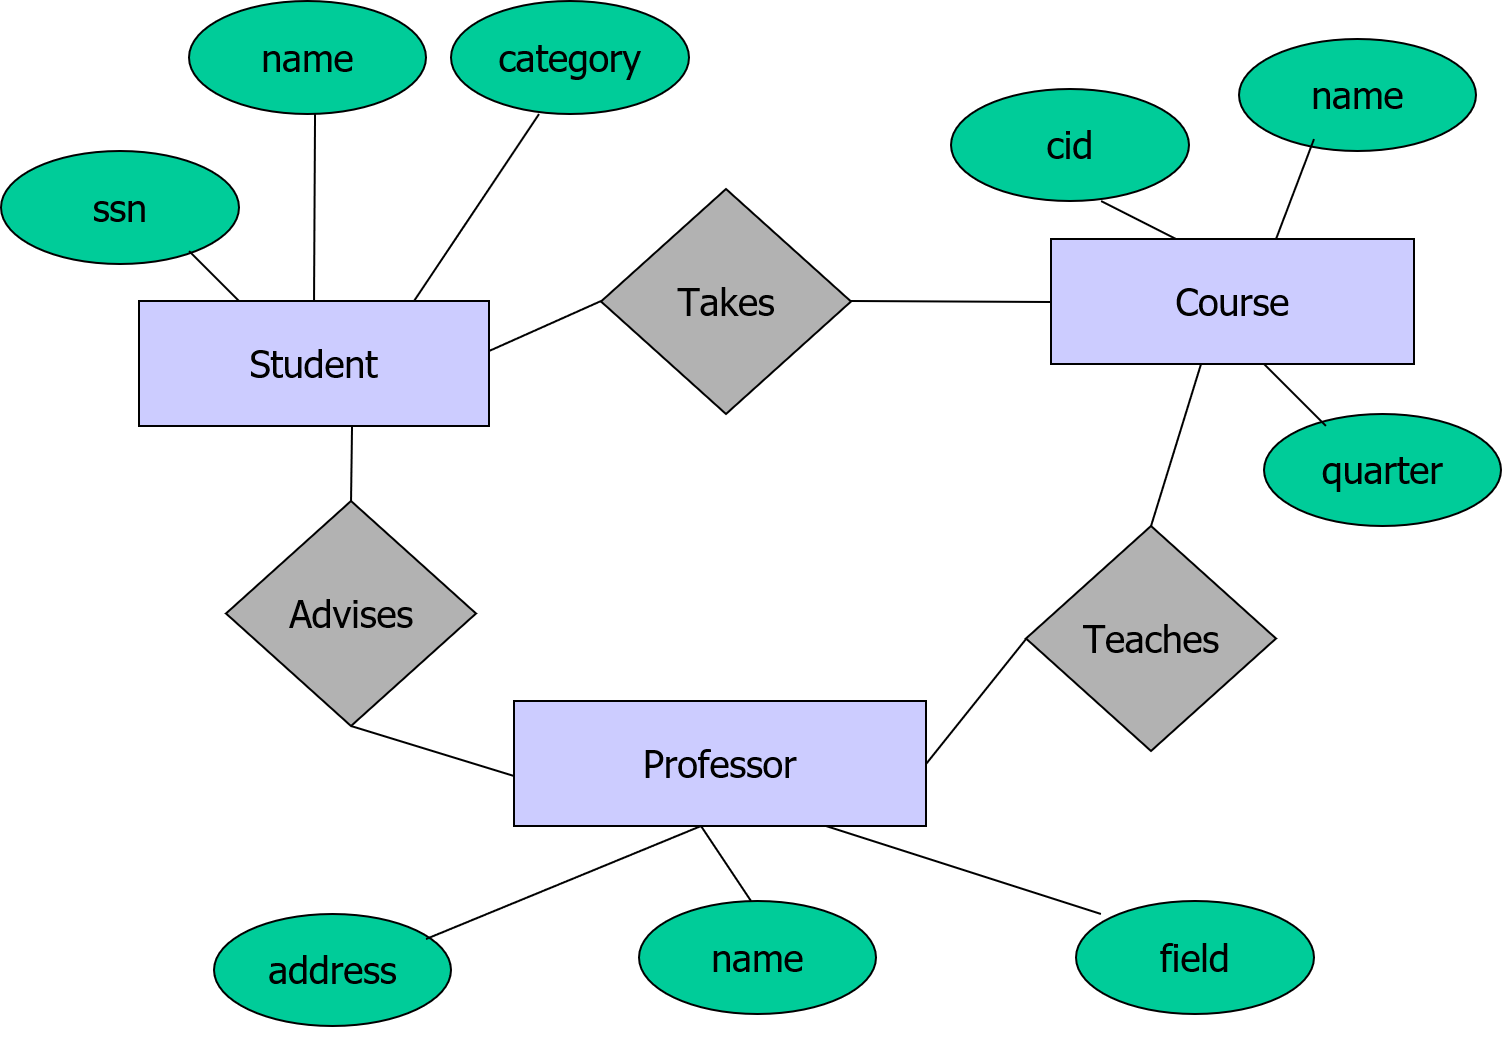 name
category
name
cid
ssn
Takes
Course
Student
quarter
Advises
Teaches
Professor
address
name
field